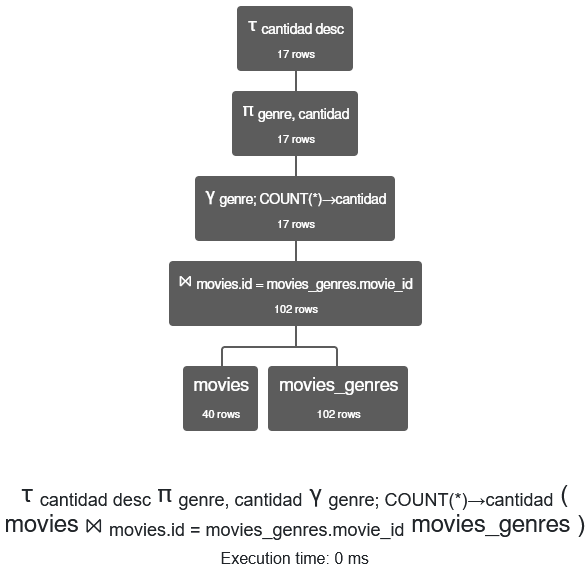 τ cantidad desc
17 rows
π genre, cantidad
17 rows
γ genre; COUNT(*)→cantidad
17 rows
⋈ movies.id = movies_genres.movie_id
102 rows
movies
40 rows
movies_genres
102 rows
τ cantidad desc π genre, cantidad γ genre; COUNT(*)→cantidad (
movies ⋈ movies.id = movies_genres.movie_id movies_genres )
Execution time: 0 ms